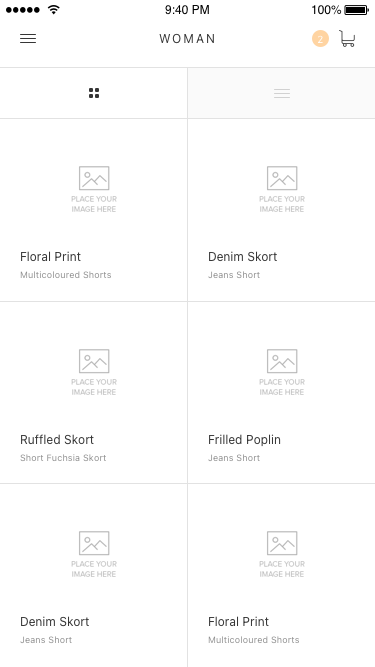 9:40 PM
100%
WOMAN
2
PLACE YOUR
IMAGE HERE
Floral Print
Multicoloured Shorts
PLACE YOUR
IMAGE HERE
Denim Skort
Jeans Short
PLACE YOUR
IMAGE HERE
Ruffled Skort
Short Fuchsia Skort
PLACE YOUR
IMAGE HERE
Frilled Poplin
Jeans Short
PLACE YOUR
IMAGE HERE
Denim Skort
Jeans Short
PLACE YOUR
IMAGE HERE
Floral Print
Multicoloured Shorts